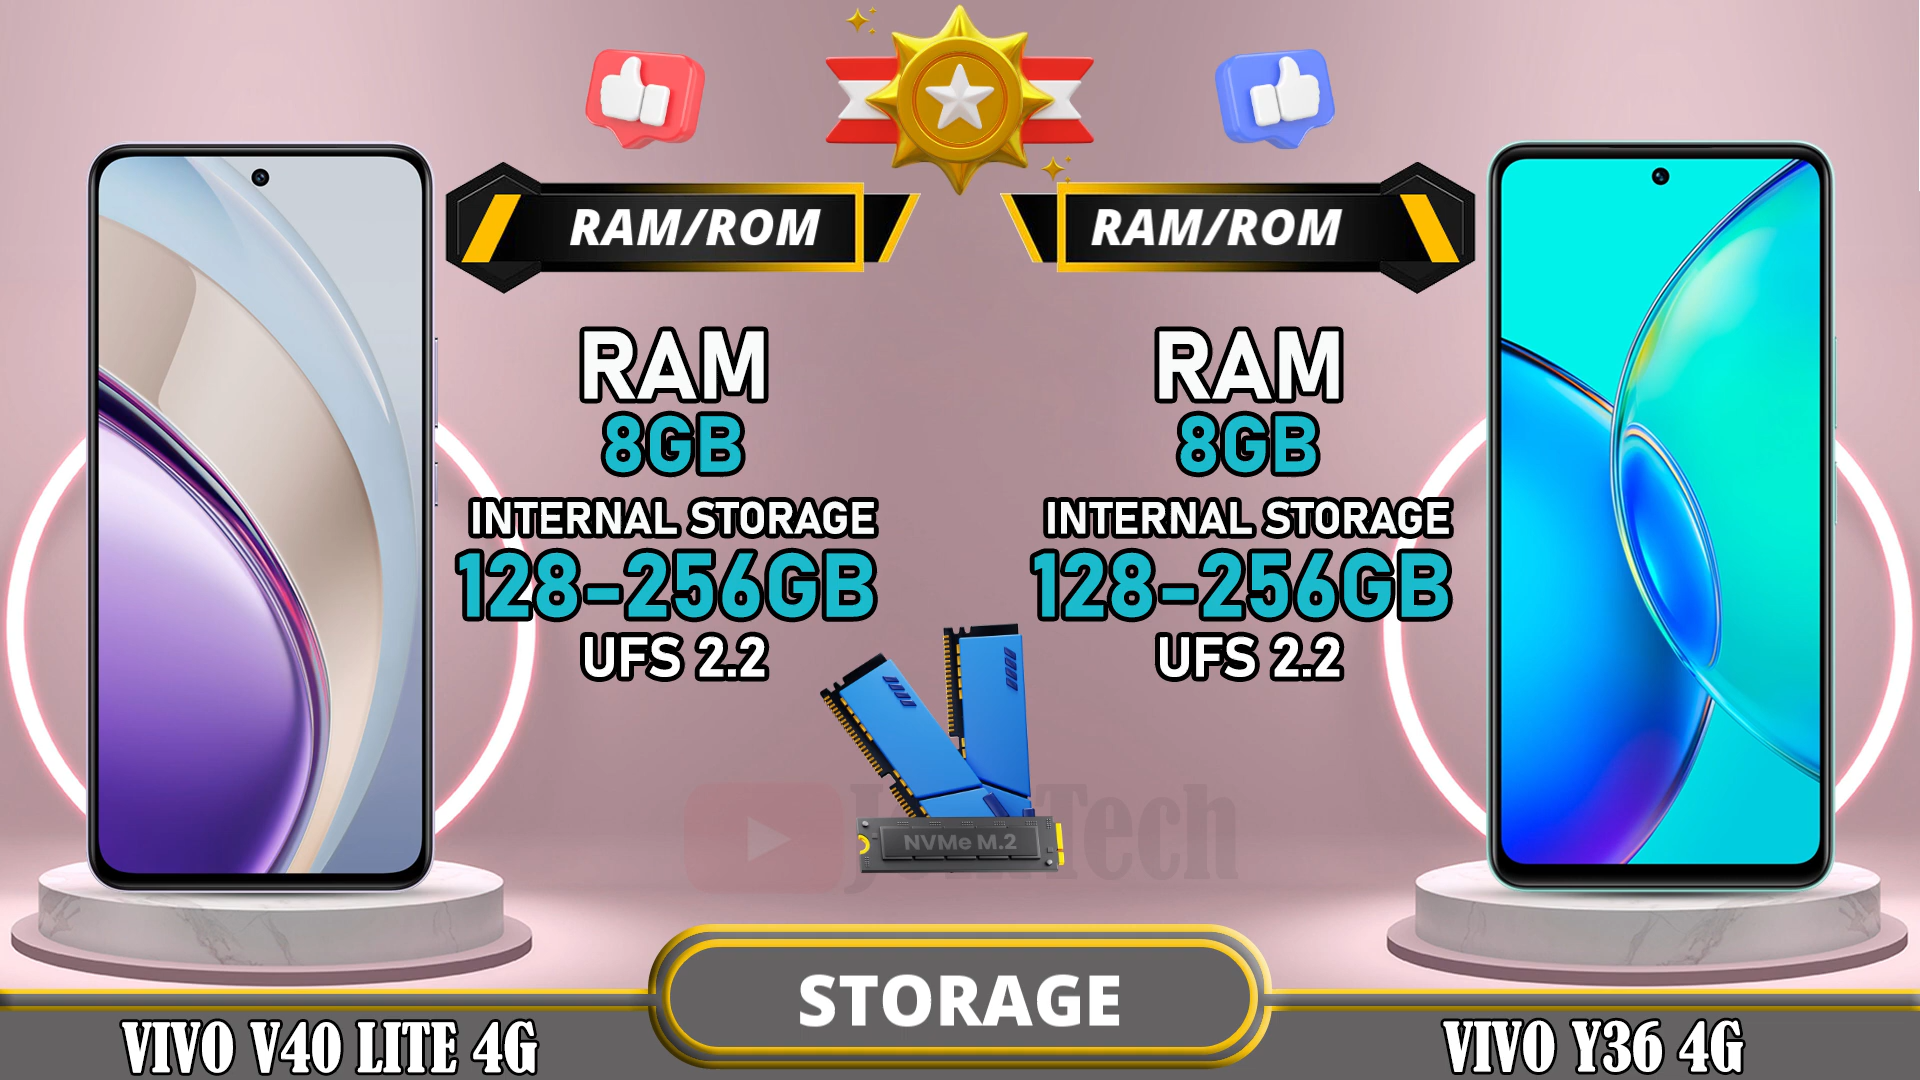 RAM/ROM
RAM/ROM
RAM
8GB
INTERNAL STORAGE
128-256GB
UFS 2.2
RAM
8GB
INTERNAL STORAGE
128-256GB
UFS 2.2
NVMe M.2
Tech
STORAGE
VIVO V40 LITE 4G
VIVO Y36 4G